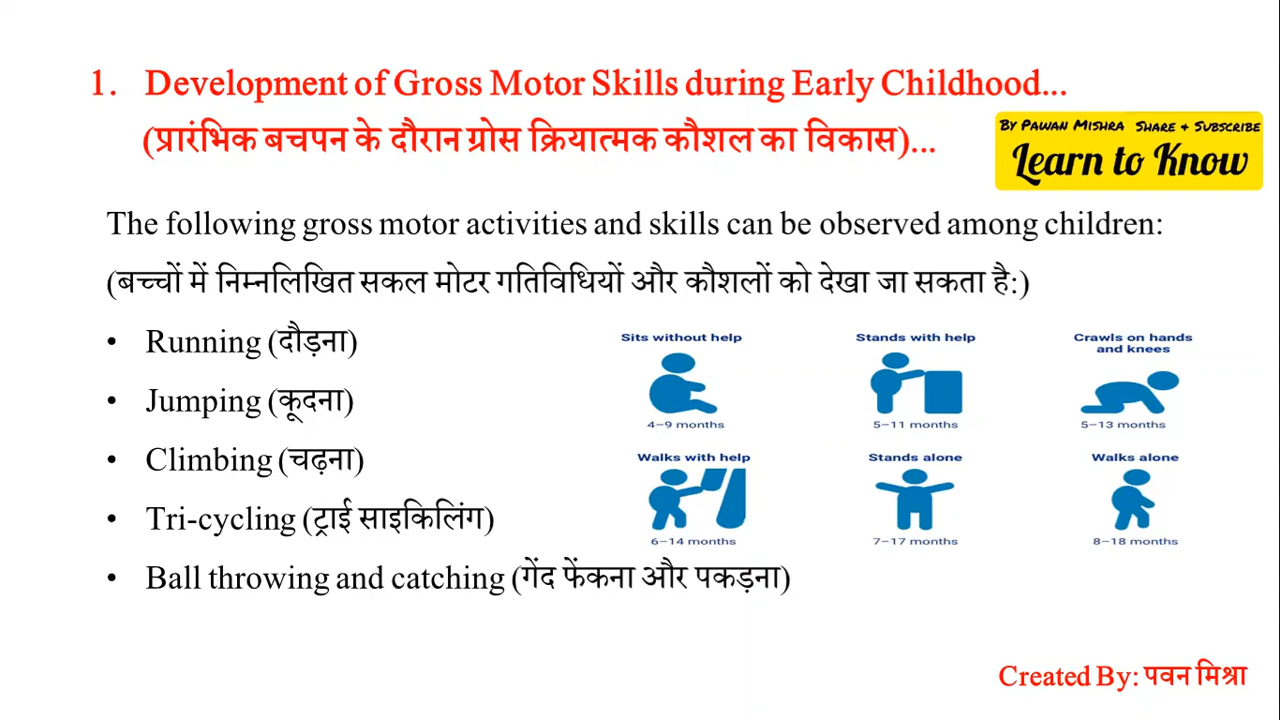 1. Development of Gross Motor Skills during Early Childhood...
(प्रारंभिक बचपन के दौरान ग्रोस क्रियात्मक कौशल का विकास)...
By Pawan Mishra Share & Subscribe
Learn to Know
The following gross motor activities and skills can be observed among children:
(बच्चों में निम्नलिखित सकल मोटर गतिविधियों और कौशलों को देखा जा सकता है:)
• Running (दौड़ना)
• Jumping (कूदना)
• Climbing (चढ़ना)
• Tri-cycling (ट्राई साइकिलिंग)
• Ball throwing and catching (गेंद फेंकना और पकड़ना)
Sits without help
4–9 months
Stands with help
5–11 months
Crawls on hands
and knees
5–13 months
Walks with help
6–14 months
Stands alone
7–17 months
Walks alone
8–18 months
Created By: पवन मिश्रा